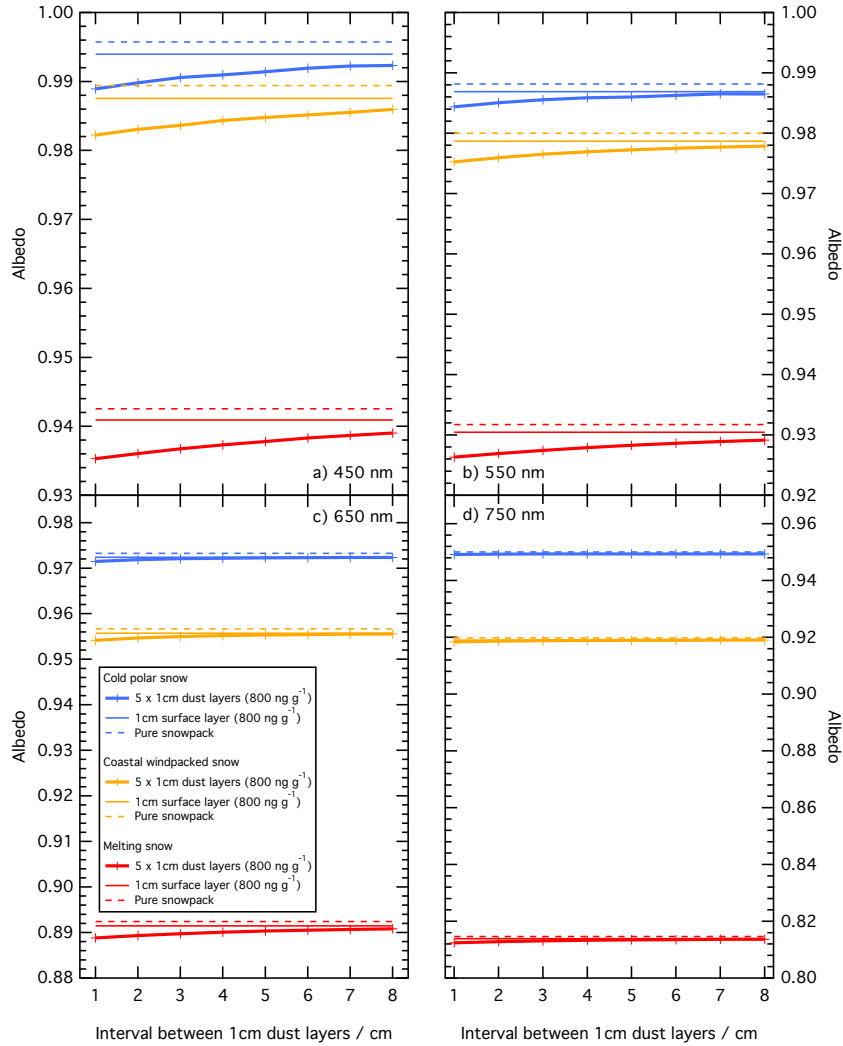 1.00
0.99
0.98
0.97
0.96
0.95
0.94
0.93
Albedo
a) 450 nm
1.00
0.99
0.98
0.97
0.96
0.95
0.94
0.93
0.92
Albedo
b) 550 nm
0.98
0.97
0.96
0.95
0.94
0.93
0.92
0.91
0.90
0.89
0.88
Albedo
c) 650 nm
Cold polar snow
5 x 1cm dust layers (800 ng g⁻¹)
1cm surface layer (800 ng g⁻¹)
Pure snowpack
Coastal windpacked snow
5 x 1cm dust layers (800 ng g⁻¹)
1cm surface layer (800 ng g⁻¹)
Pure snowpack
Melting snow
5 x 1cm dust layers (800 ng g⁻¹)
1cm surface layer (800 ng g⁻¹)
Pure snowpack
1 2 3 4 5 6 7 8
Interval between 1cm dust layers / cm
d) 750 nm
0.96
0.94
0.92
0.90
0.88
0.86
0.84
0.82
0.80
Albedo
1 2 3 4 5 6 7 8
Interval between 1cm dust layers / cm